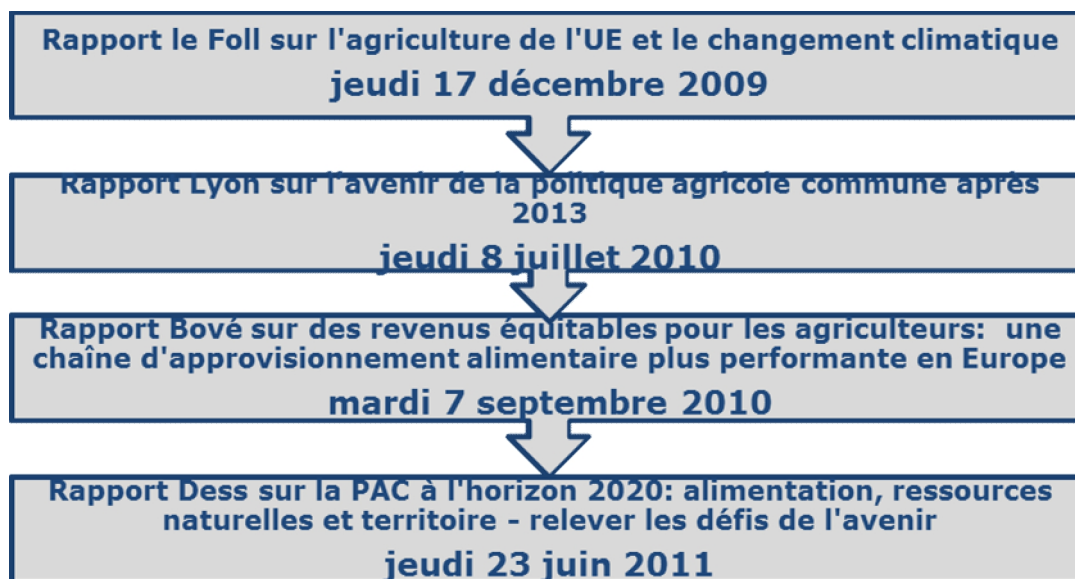 Rapport le Foll sur l'agriculture de l'UE et le changement climatique
jeudi 17 décembre 2009
Rapport Lyon sur l'avenir de la politique agricole commune après
2013
jeudi 8 juillet 2010
Rapport Bové sur des revenus équitables pour les agriculteurs: une
chaîne d'approvisionnement alimentaire plus performante en Europe
mardi 7 septembre 2010
Rapport Dess sur la PAC à l'horizon 2020: alimentation, ressources
naturelles et territoire - relever les défis de l'avenir
jeudi 23 juin 2011